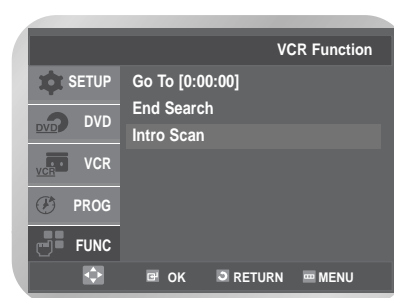 VCR Function
SETUP
DVD
DVD
VCR
VCR
PROG
FUNC
Go To [0:00:00]
End Search
Intro Scan
OK RETURN MENU